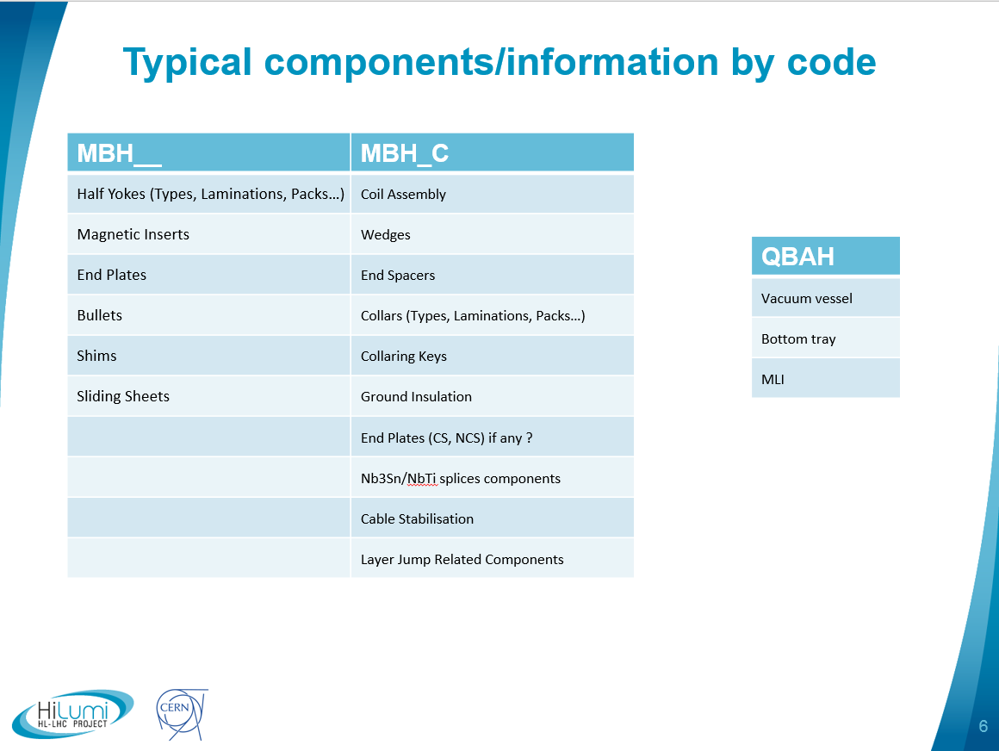 Typical components/information by code
MBH__ MBH_C
Half Yokes (Types, Laminations, Packs…) Coil Assembly
Magnetic Inserts Wedges
End Plates End Spacers
Bullets Collars (Types, Laminations, Packs…)
Shims Collaring Keys
Sliding Sheets Ground Insulation
End Plates (CS, NCS) if any ?
Nb3Sn/NbTi splices components
Cable Stabilisation
Layer Jump Related Components
QBAH
Vacuum vessel
Bottom tray
MLI
HiLumi
HL-LHC PROJECT
CERN
6